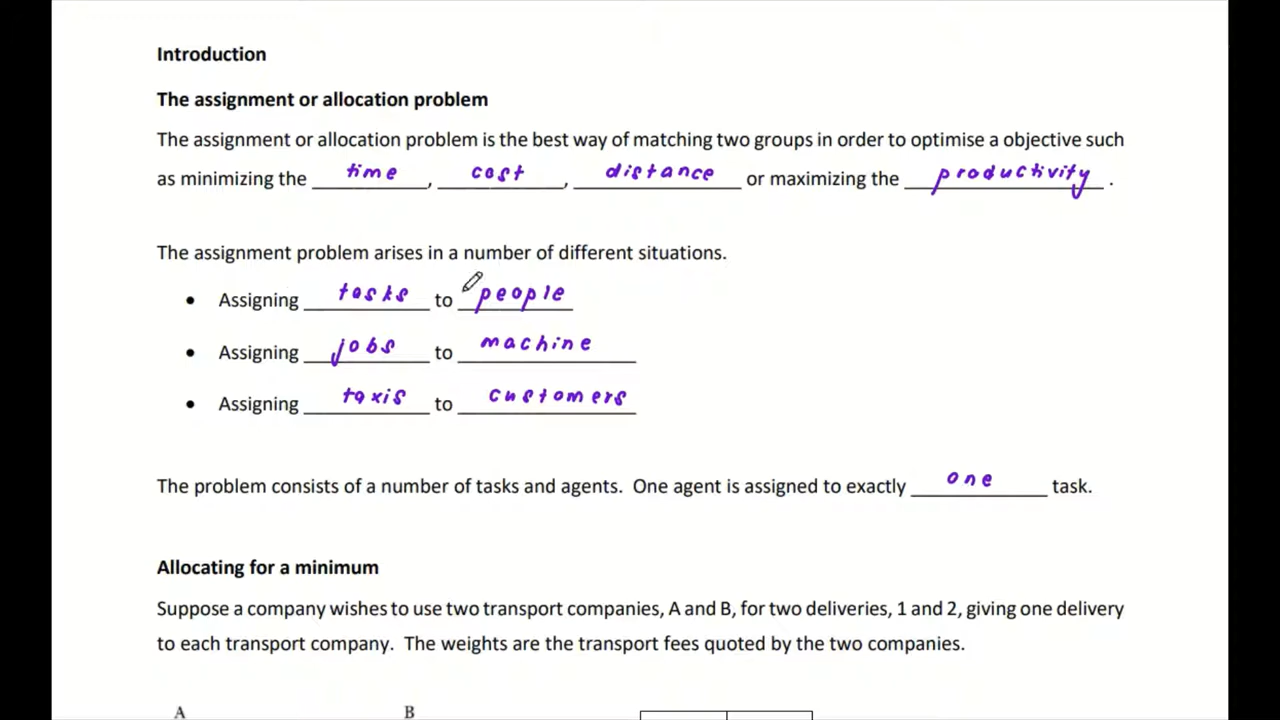 Introduction
The assignment or allocation problem
The assignment or allocation problem is the best way of matching two groups in order to optimise a objective such
as minimizing the time, cost, distance or maximizing the productivity.
The assignment problem arises in a number of different situations.
• Assigning tasks to people
• Assigning jobs to machine
• Assigning taxis to customers
The problem consists of a number of tasks and agents. One agent is assigned to exactly one task.
Allocating for a minimum
Suppose a company wishes to use two transport companies, A and B, for two deliveries, 1 and 2, giving one delivery
to each transport company. The weights are the transport fees quoted by the two companies.
A B